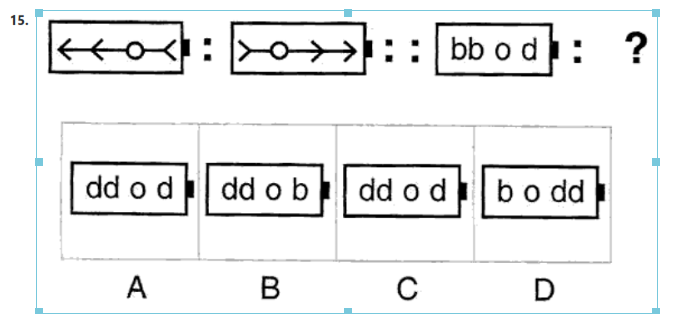 15. : :: bb o d : ?
dd o d dd o b dd o d b o dd
A B C D